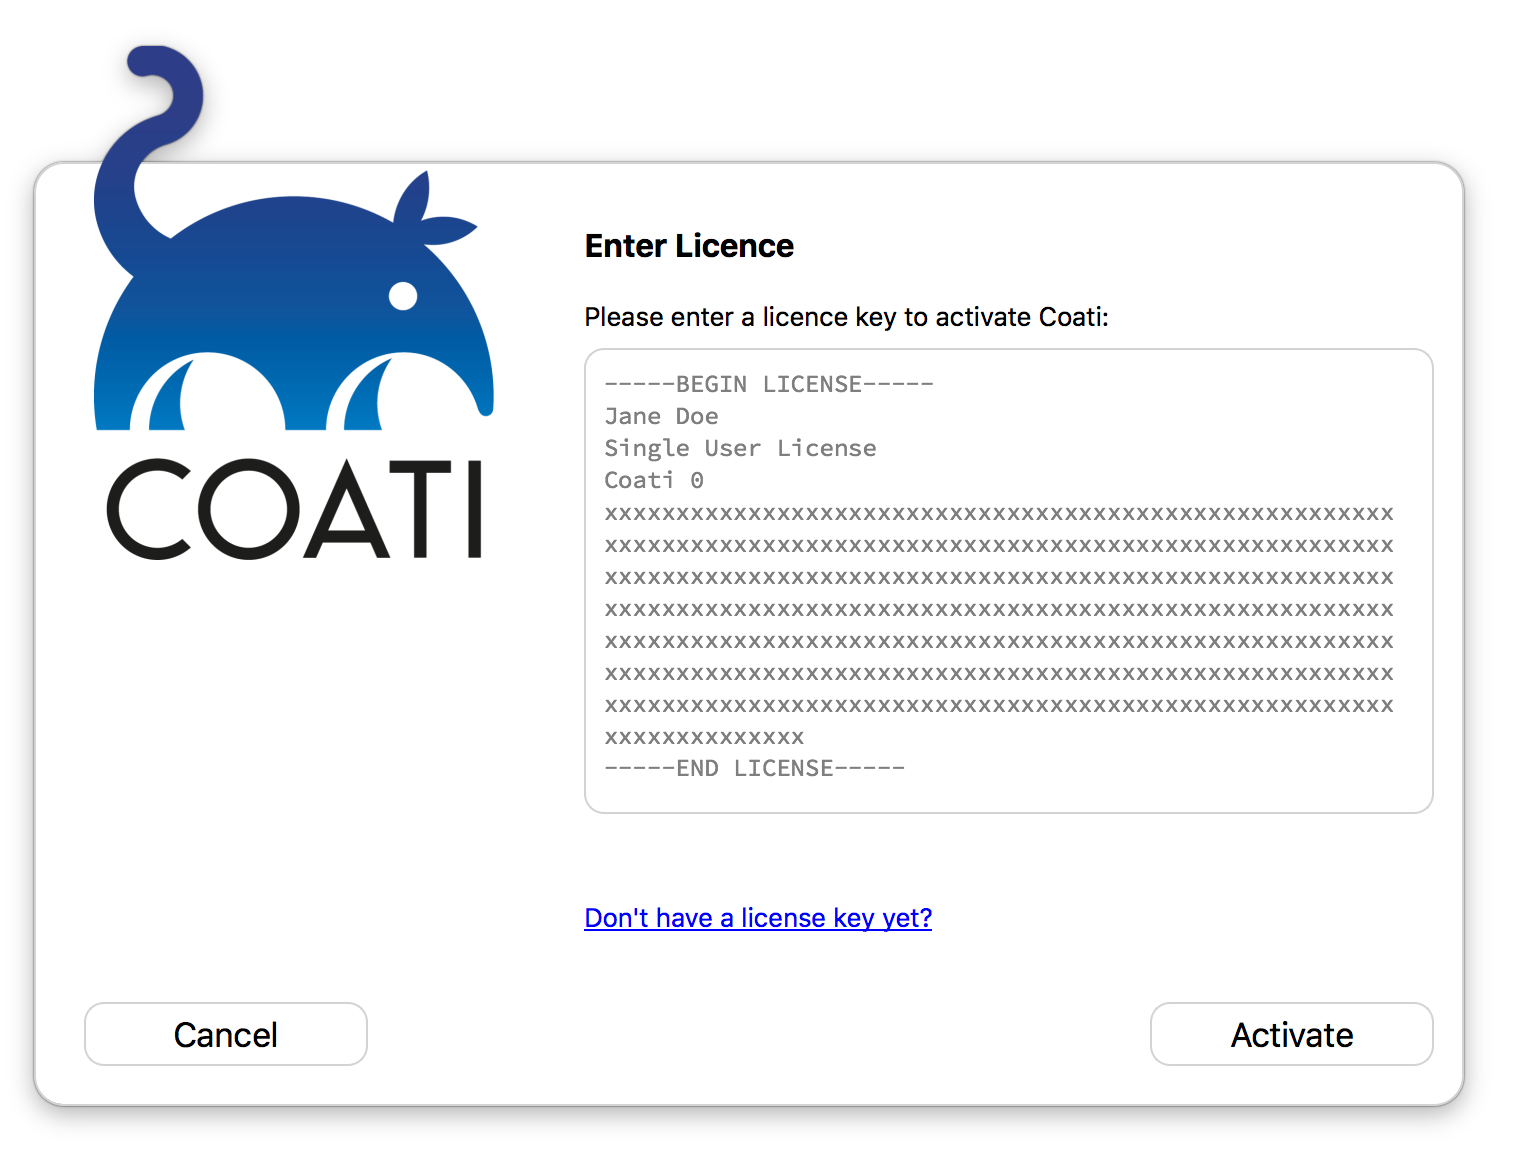 COATI
Enter Licence
Please enter a licence key to activate Coati:
-----BEGIN LICENSE-----
Jane Doe
Single User License
Coati 0
xxxxxxxxxxxxxxxxxxxxxxxxxxxxxxxxxxxxxxxxxxxxxxxxxxxxxxx
xxxxxxxxxxxxxxxxxxxxxxxxxxxxxxxxxxxxxxxxxxxxxxxxxxxxxxx
xxxxxxxxxxxxxxxxxxxxxxxxxxxxxxxxxxxxxxxxxxxxxxxxxxxxxxx
xxxxxxxxxxxxxxxxxxxxxxxxxxxxxxxxxxxxxxxxxxxxxxxxxxxxxxx
xxxxxxxxxxxxxxxxxxxxxxxxxxxxxxxxxxxxxxxxxxxxxxxxxxxxxxx
xxxxxxxxxxxxxxxxxxxxxxxxxxxxxxxxxxxxxxxxxxxxxxxxxxxxxxx
xxxxxxxxxxxxxxxxxxxxxxxxxxxxxxxxxxxxxxxxxxxxxxxxxxxxxxx
xxxxxxxxxxxxxx
-----END LICENSE-----
Don't have a license key yet?
Cancel
Activate